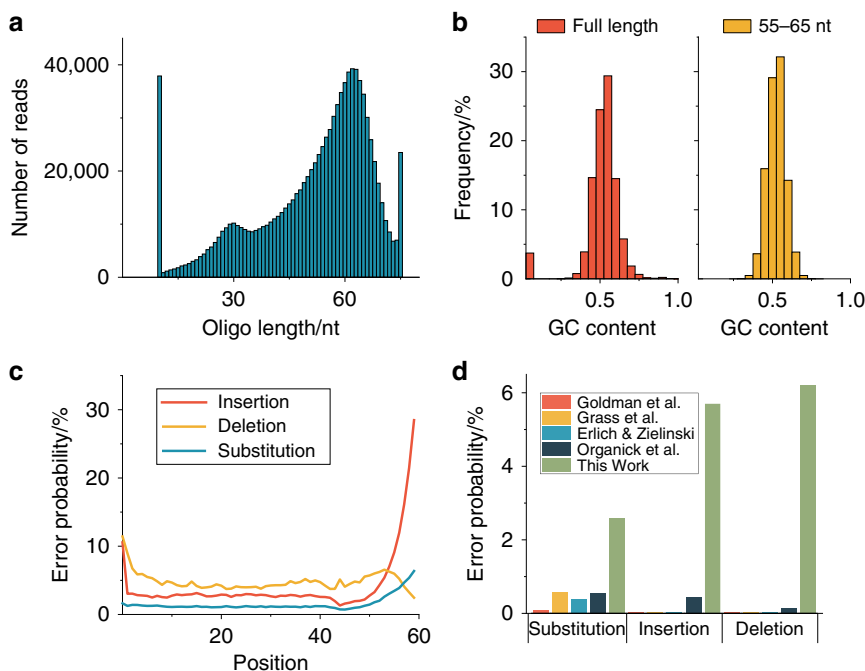 a
40,000
20,000
0
Number of reads
30
60
Oligo length/nt
b
Full length
55–65 nt
30
20
10
0
Frequency/%
0.5
1.0
0.5
1.0
GC content
GC content
c
Insertion
Deletion
Substitution
30
20
10
0
Error probability/%
0
20
40
60
Position
d
Goldman et al.
Grass et al.
Erlich & Zielinski
Organick et al.
This Work
6
4
2
0
Error probability/%
Substitution
Insertion
Deletion